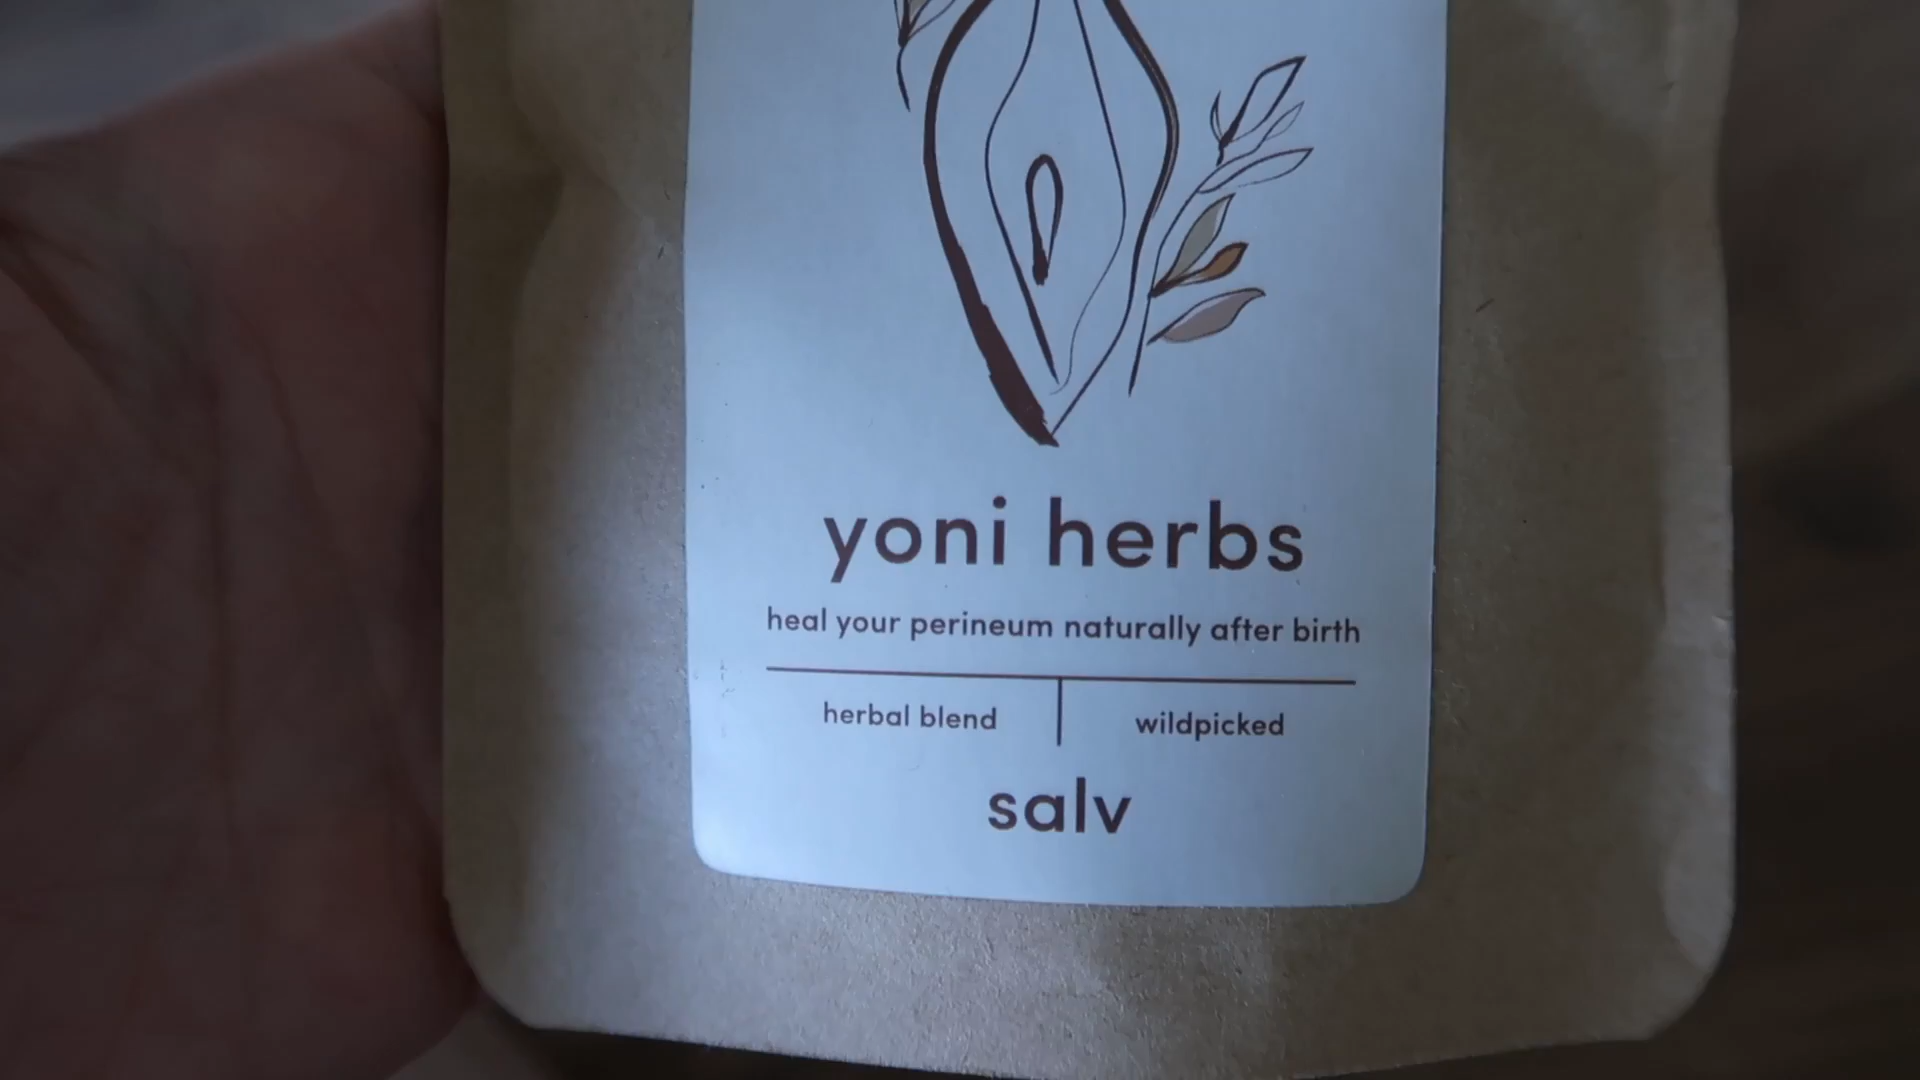 yoni herbs
heal your perineum naturally after birth
herbal blend
wildpicked
salv